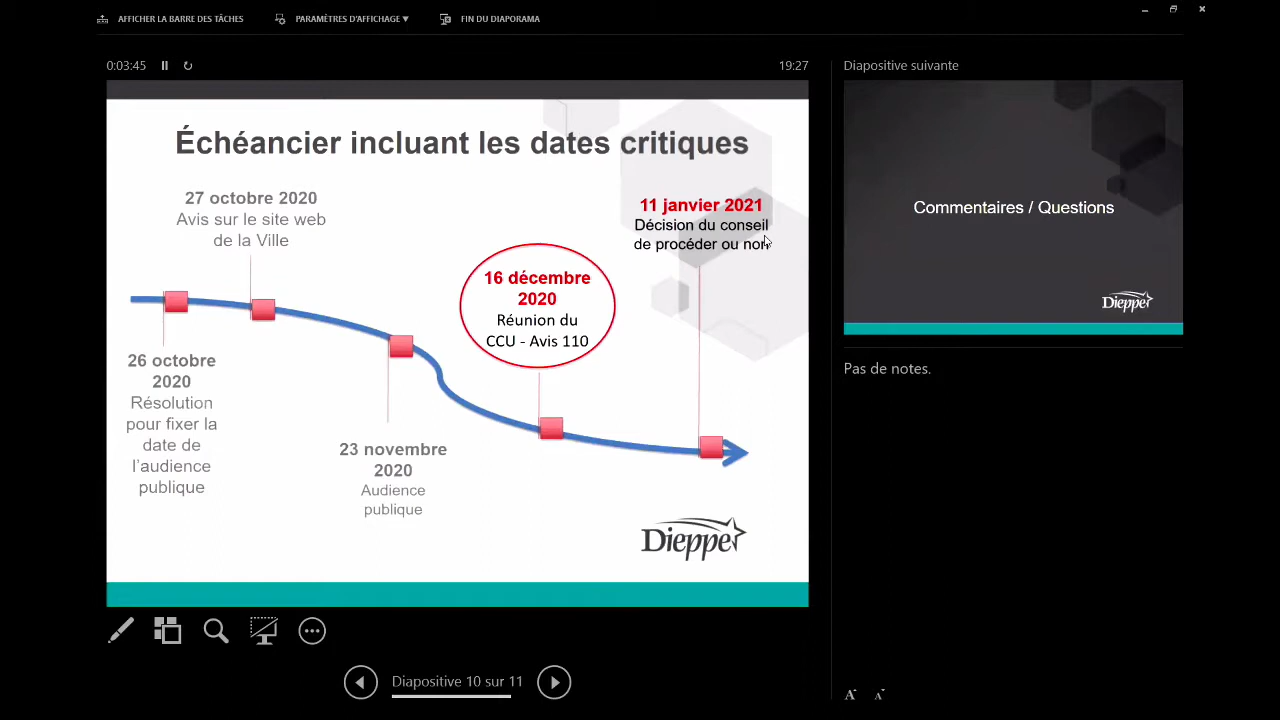 AFFICHER LA BARRE DES TÂCHES
PARAMÈTRES D'AFFICHAGE
FIN DU DIAPORAMA
0:03:45
19:27
Échéancier incluant les dates critiques
27 octobre 2020
Avis sur le site web
de la Ville
11 janvier 2021
Décision du conseil
de procéder ou non
16 décembre
2020
Réunion du
CCU - Avis 110
26 octobre
2020
Résolution
pour fixer la
date de
l'audience
publique
23 novembre
2020
Audience
publique
Dieppe
Diapositive 10 sur 11
Diapositive suivante
Commentaires / Questions
Dieppe
Pas de notes.
A
A